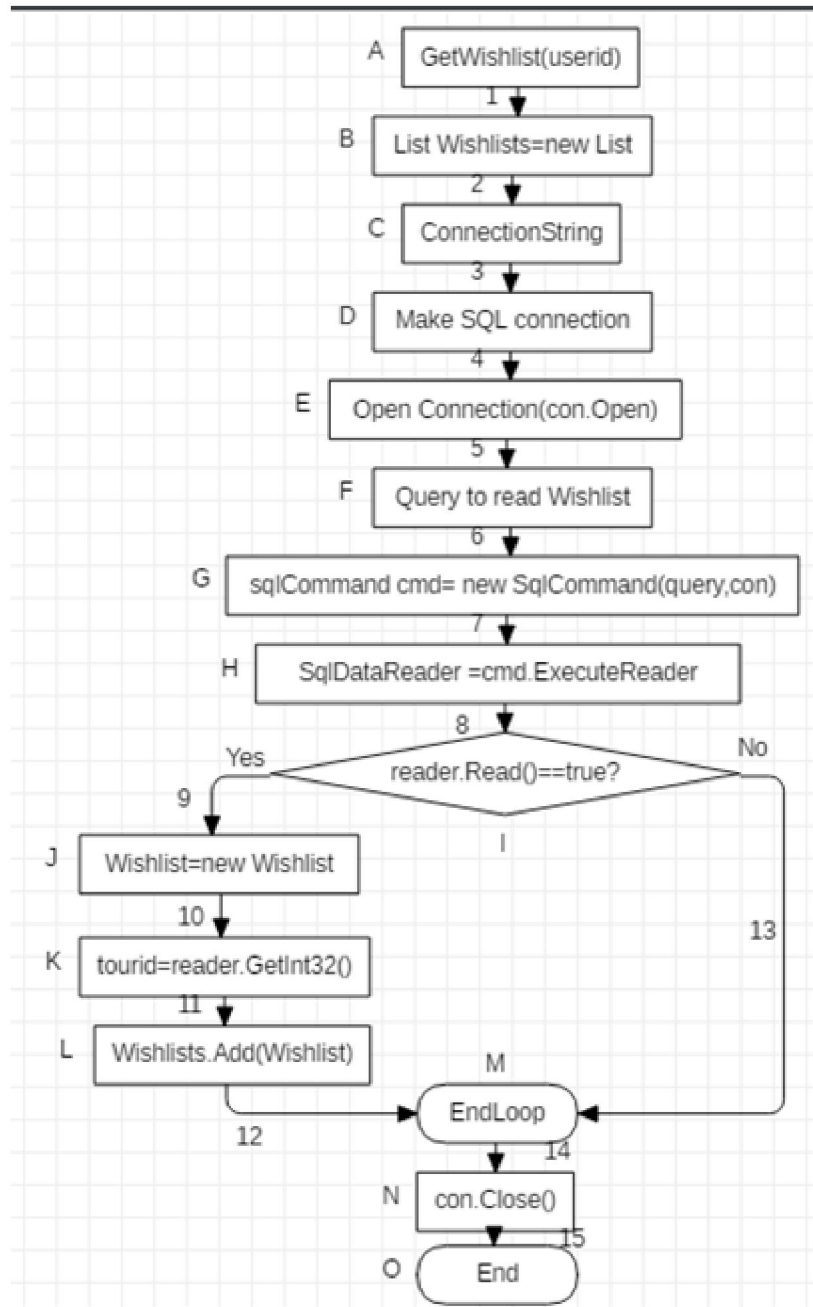 A
GetWishlist(userid)
1
B
List Wishlists=new List
2
C
ConnectionString
3
D
Make SQL connection
4
E
Open Connection(con.Open)
5
F
Query to read Wishlist
6
G
sqlCommand cmd= new SqlCommand(query,con)
7
H
SqlDataReader =cmd.ExecuteReader
8
Yes
No
reader.Read()==true?
9
I
J
Wishlist=new Wishlist
10
13
K
tourid=reader.GetInt32()
11
L
Wishlists.Add(Wishlist)
M
EndLoop
12
14
N
con.Close()
15
O
End